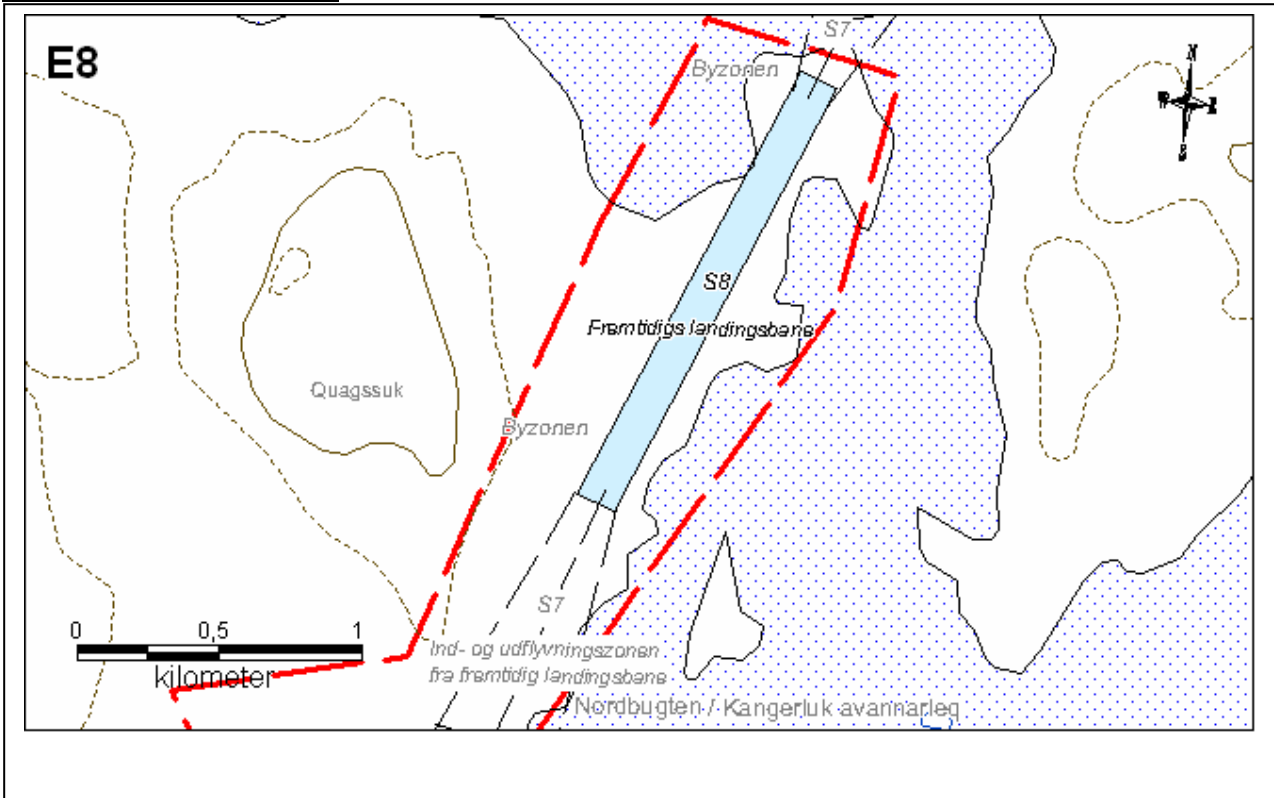 E8
S7
Byzonen
N
S
S8
Fremtidigs landingsbane
Quagssuk
Byzonen
S7
0 0,5 1
kilometer
Ind- og udflyvningszonen
fra fremtidig landingsbane
Nordbugten / Kangerluk avannarleq